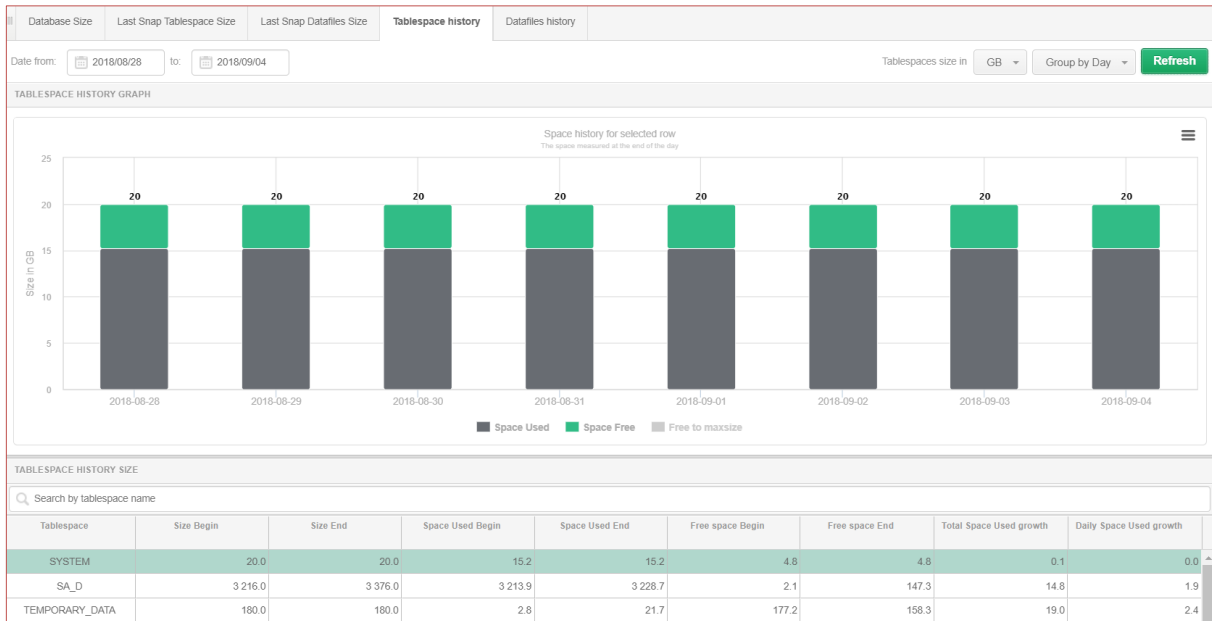 Database Size Last Snap Tablespace Size Last Snap Datafiles Size Tablespace history Datafiles history
Date from: 2018/08/28 to: 2018/09/04 Tablespaces size in GB Group by Day Refresh
TABLESPACE HISTORY GRAPH
Space history for selected row
The space measured at the end of the day
25
20 20 20 20 20 20 20 20
20
15
10
5
0
Size in GB
2018-08-28 2018-08-29 2018-08-30 2018-08-31 2018-09-01 2018-09-02 2018-09-03 2018-09-04
Space Used Space Free Free to maxsize
TABLESPACE HISTORY SIZE
Search by tablespace name
Tablespace Size Begin Size End Space Used Begin Space Used End Free space Begin Free space End Total Space Used growth Daily Space Used growth
SYSTEM 20.0 20.0 15.2 15.2 4.8 4.8 0.1 0.0
SA_D 3 216.0 3 376.0 3 213.9 3 228.7 2.1 147.3 14.8 1.9
TEMPORARY_DATA 180.0 180.0 2.8 21.7 177.2 158.3 19.0 2.4